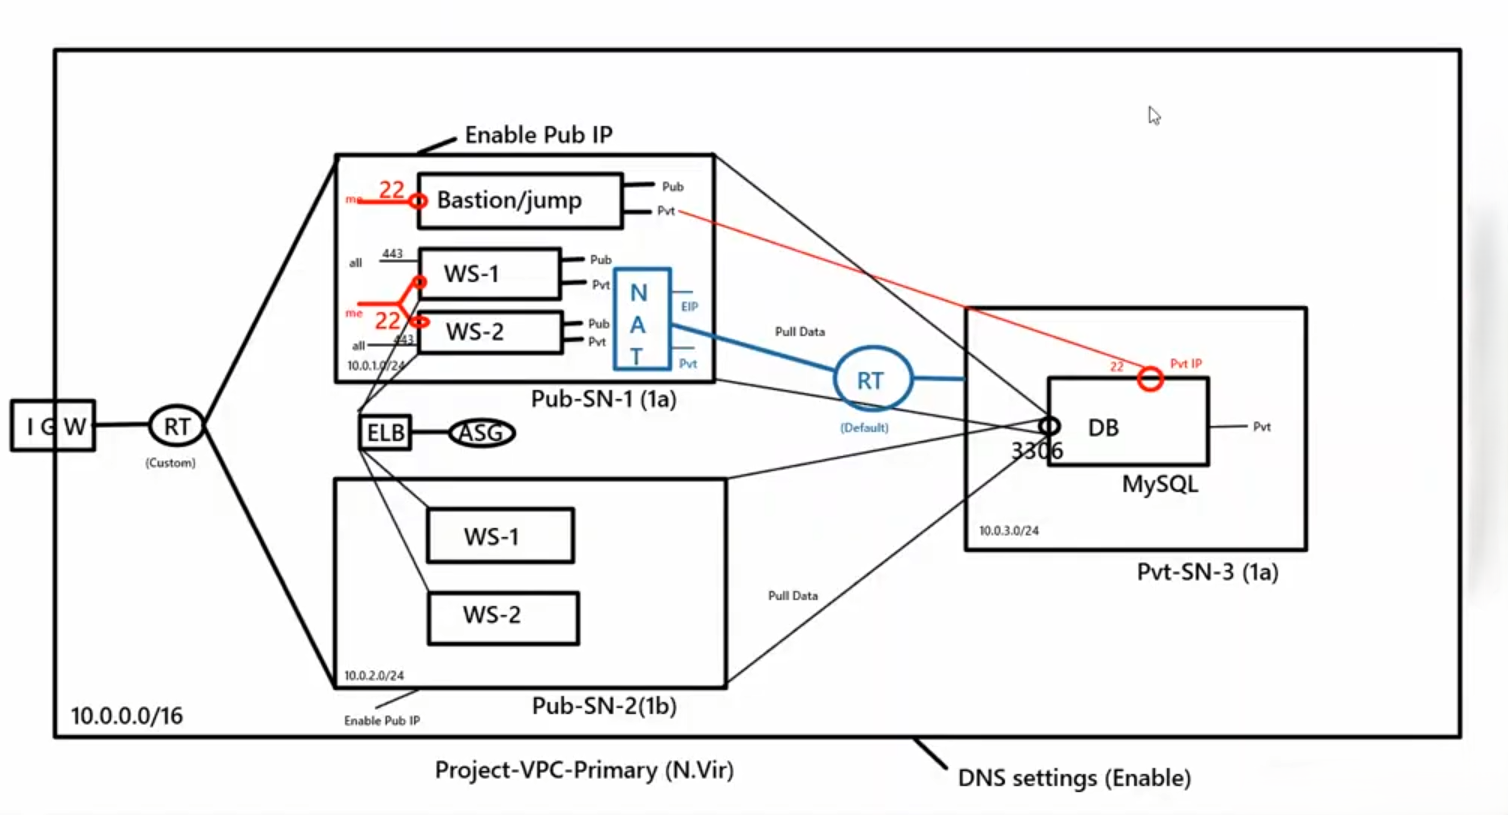 Enable Pub IP
me
22
Bastion/jump
Pub
Pvt
all
443
WS-1
Pub
Pvt
me
22
WS-2
Pub
Pvt
all
443
10.0.1.0/24
N
A
T
EIP
Pvt
Pub-SN-1 (1a)
Pull Data
RT
(Default)
22
Pvt IP
DB
Pvt
3306
MySQL
10.0.3.0/24
Pvt-SN-3 (1a)
I G W
RT
(Custom)
ELB
ASG
WS-1
WS-2
10.0.2.0/24
Pub-SN-2(1b)
Enable Pub IP
Pull Data
10.0.0.0/16
Project-VPC-Primary (N.Vir)
DNS settings (Enable)